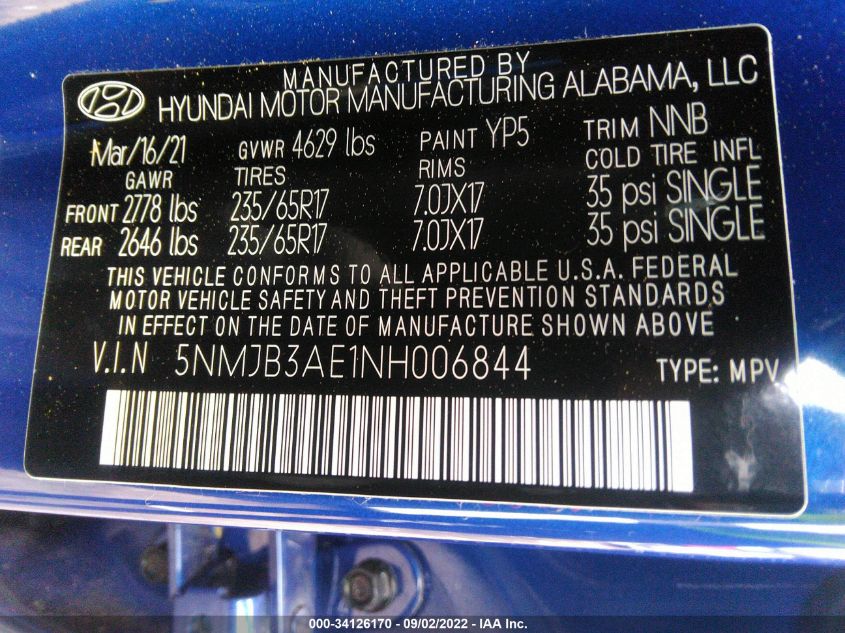 MANUFACTURED BY
HYUNDAI MOTOR MANUFACTURING ALABAMA, LLC
Mar/16/21 GVWR 4629 lbs PAINT YP5 TRIM NNB
GAWR TIRES RIMS COLD TIRE INFL
FRONT 2778 lbs 235/65R17 7.0JX17 35 psi SINGLE
REAR 2646 lbs 235/65R17 7.0JX17 35 psi SINGLE
THIS VEHICLE CONFORMS TO ALL APPLICABLE U.S.A. FEDERAL
MOTOR VEHICLE SAFETY AND THEFT PREVENTION STANDARDS
IN EFFECT ON THE DATE OF MANUFACTURE SHOWN ABOVE
V.I.N 5NMJB3AE1NH006844 TYPE: MPV
000-34126170 - 09/02/2022 - IAA Inc.